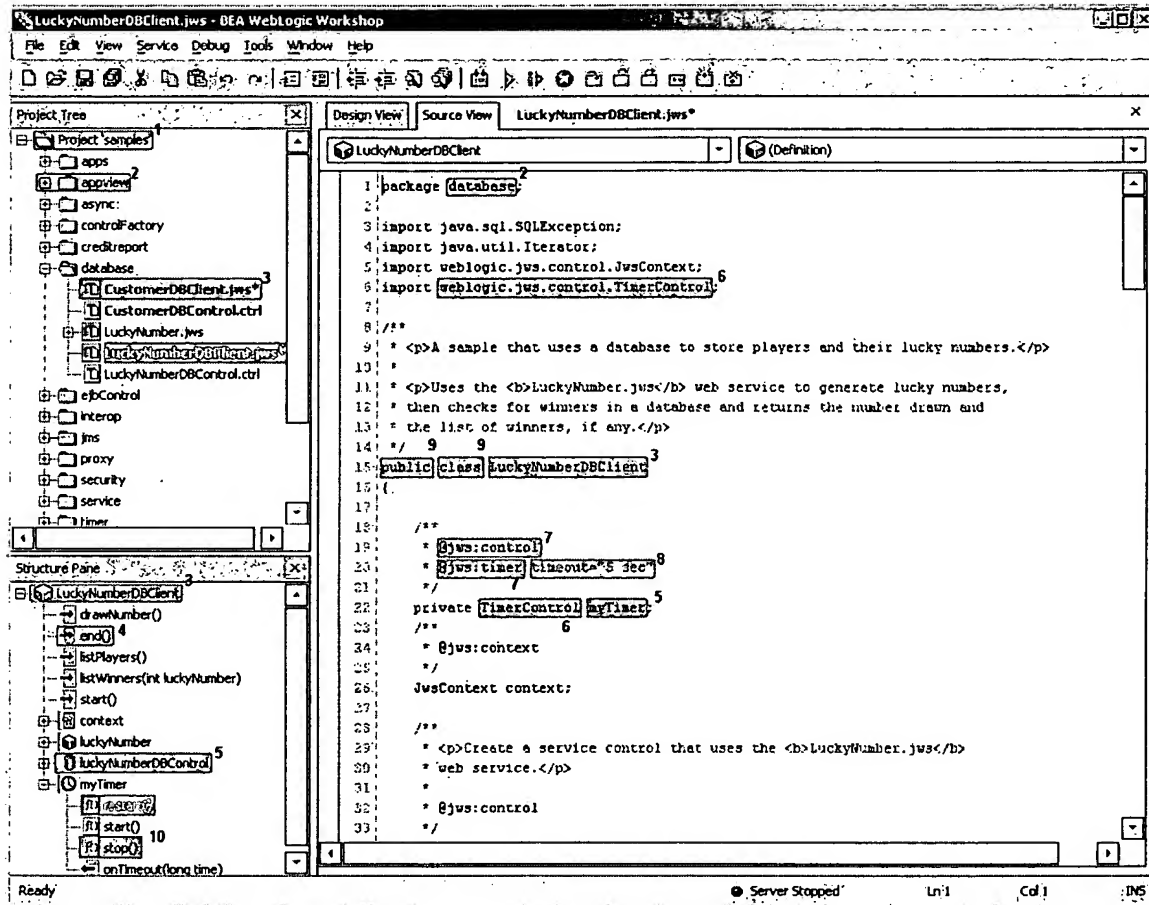 LuckyNumberDBClient.jws - BEA WebLogic Workshop
File Edit View Service Debug Tools Window Help
Project Tree
Project 'samples' 1
apps
appview 2
async:
controlFactory
creditreport
database
CustomerDBClient.jws* 3
CustomerDBControl.ctrl
LuckyNumber.jws
LuckyNumberDBClient.jws*
LuckyNumberDBControl.ctrl
ejbControl
interop
jms
proxy
security
service
timer
Structure Pane
LuckyNumberDBClient 3
drawNumber()
end() 4
listPlayers()
listWinners(int luckyNumber)
start()
context
luckyNumber
luckyNumberDBControl 5
myTimer
restart()
start()
stop() 10
onTimeout(long time)
Design View Source View LuckyNumberDBClient.jws*
LuckyNumberDBClient (Definition)
1 package database; 2
2
3 import java.sql.SQLException;
4 import java.util.Iterator;
5 import weblogic.jws.control.JwsContext;
6 import weblogic.jws.control.TimerControl; 6
7
8 /**
9 * <p>A sample that uses a database to store players and their lucky numbers.</p>
10 *
11 * <p>Uses the <b>LuckyNumber.jws</b> web service to generate lucky numbers,
12 * then checks for winners in a database and returns the number drawn and
13 * the list of winners, if any.</p>
14 */ 9 9
15 public class LuckyNumberDBClient 3
16 {
17
18 /**
19 * @jws:control 7
20 * @jws:timer timeout="5 sec" 8
21 */ 7
22 private TimerControl myTimer; 5
23 /** 6
24 * @jws:context
25 */
26 JwsContext context;
27
28 /**
29 * <p>Create a service control that uses the <b>LuckyNumber.jws</b>
30 * web service.</p>
31 *
32 * @jws:control
33 */
Ready Server Stopped Ln 1 Col 1 INS